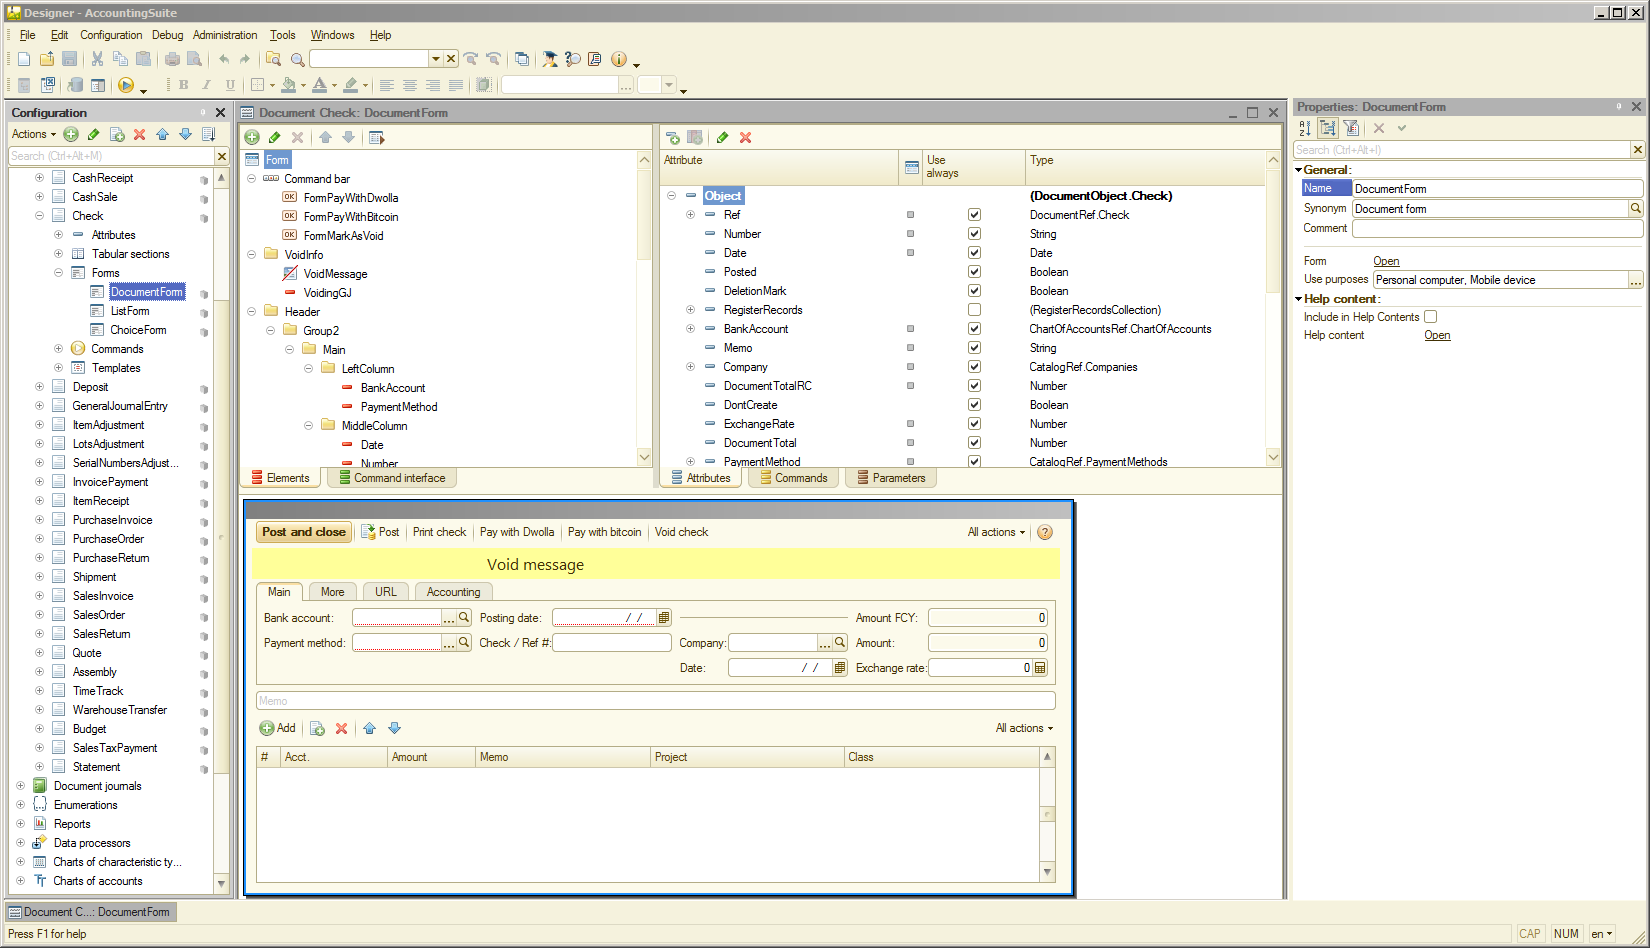 Designer - AccountingSuite
File Edit Configuration Debug Administration Tools Windows Help
Configuration
Actions
Search (Ctrl+Alt+M)
CashReceipt
CashSale
Check
Attributes
Tabular sections
Forms
DocumentForm
ListForm
ChoiceForm
Commands
Templates
Deposit
GeneralJournalEntry
ItemAdjustment
LotsAdjustment
SerialNumbersAdjust...
InvoicePayment
ItemReceipt
PurchaseInvoice
PurchaseOrder
PurchaseReturn
Shipment
SalesInvoice
SalesOrder
SalesReturn
Quote
Assembly
TimeTrack
WarehouseTransfer
Budget
SalesTaxPayment
Statement
Document journals
Enumerations
Reports
Data processors
Charts of characteristic ty...
Charts of accounts
Document Check: DocumentForm
Form
Command bar
OK FormPayWithDwolla
OK FormPayWithBitcoin
OK FormMarkAsVoid
VoidInfo
VoidMessage
VoidingGJ
Header
Group2
Main
LeftColumn
BankAccount
PaymentMethod
MiddleColumn
Date
Number
Elements Command interface
Attribute Use always Type
Object (DocumentObject.Check)
Ref DocumentRef.Check
Number String
Date Date
Posted Boolean
DeletionMark Boolean
RegisterRecords (RegisterRecordsCollection)
BankAccount ChartOfAccountsRef.ChartOfAccounts
Memo String
Company CatalogRef.Companies
DocumentTotalRC Number
DontCreate Boolean
ExchangeRate Number
DocumentTotal Number
PaymentMethod CatalogRef.PaymentMethods
Attributes Commands Parameters
Post and close Post Print check Pay with Dwolla Pay with bitcoin Void check All actions ?
Void message
Main More URL Accounting
Bank account: ... Posting date: / / Amount FCY: 0
Payment method: ... Check / Ref #: Company: ... Amount: 0
Date: / / Exchange rate: 0
Memo
Add All actions
# Acct. Amount Memo Project Class
Properties: DocumentForm
Search (Ctrl+Alt+I)
General:
Name DocumentForm
Synonym Document form
Comment
Form Open
Use purposes Personal computer, Mobile device ...
Help content:
Include in Help Contents
Help content Open
Document C...: DocumentForm
Press F1 for help CAP NUM en